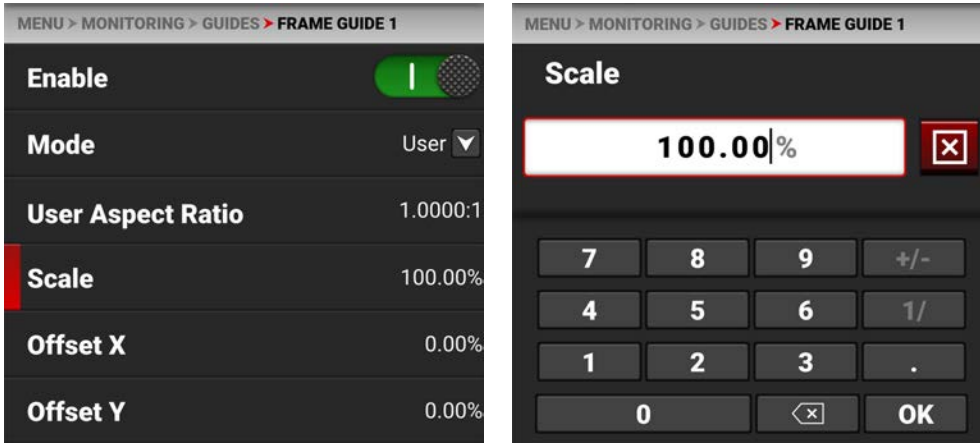 MENU > MONITORING > GUIDES > FRAME GUIDE 1
Enable
Mode User
User Aspect Ratio 1.0000:1
Scale 100.00%
Offset X 0.00%
Offset Y 0.00%
MENU > MONITORING > GUIDES > FRAME GUIDE 1
Scale
100.00%
7 8 9 +/-
4 5 6 1/
1 2 3 .
0 OK